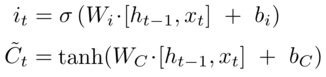 i_t = σ (W_i·[h_{t−1}, x_t] + b_i)
C̃_t = tanh(W_C·[h_{t−1}, x_t] + b_C)